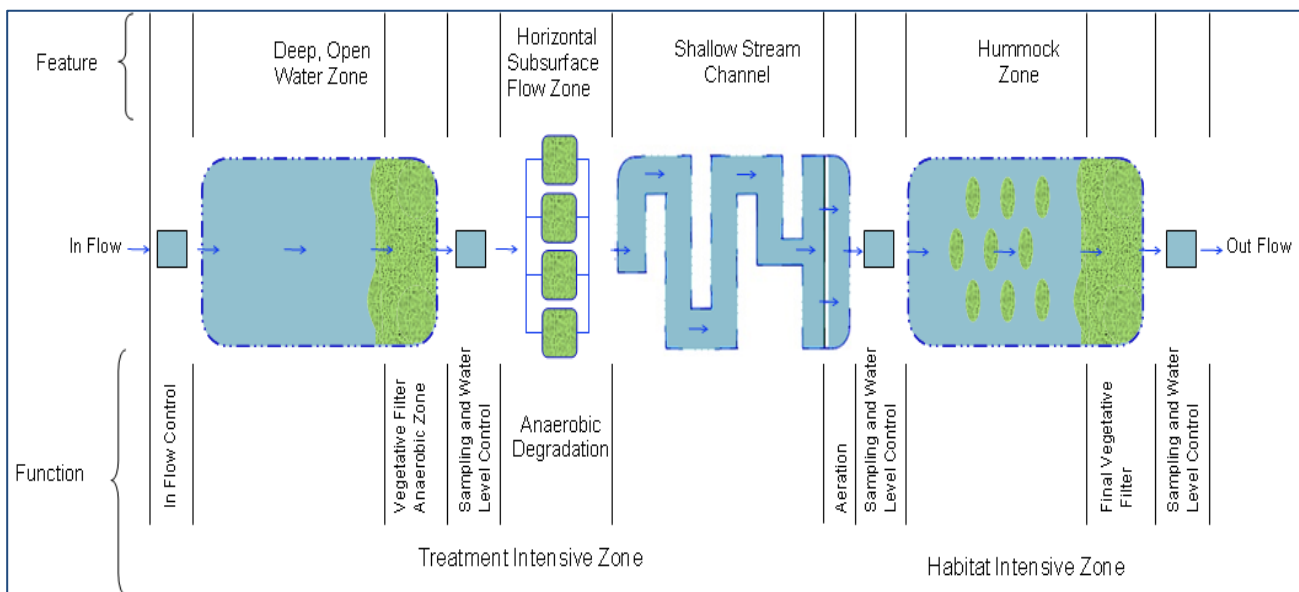 Feature
Deep, Open
Water Zone
Horizontal
Subsurface
Flow Zone
Shallow Stream
Channel
Hummock
Zone
In Flow
Out Flow
Function
In Flow Control
Vegetative Filter
Anaerobic Zone
Sampling and Water
Level Control
Anaerobic
Degradation
Aeration
Sampling and Water
Level Control
Final Vegetative
Filter
Sampling and Water
Level Control
Treatment Intensive Zone
Habitat Intensive Zone